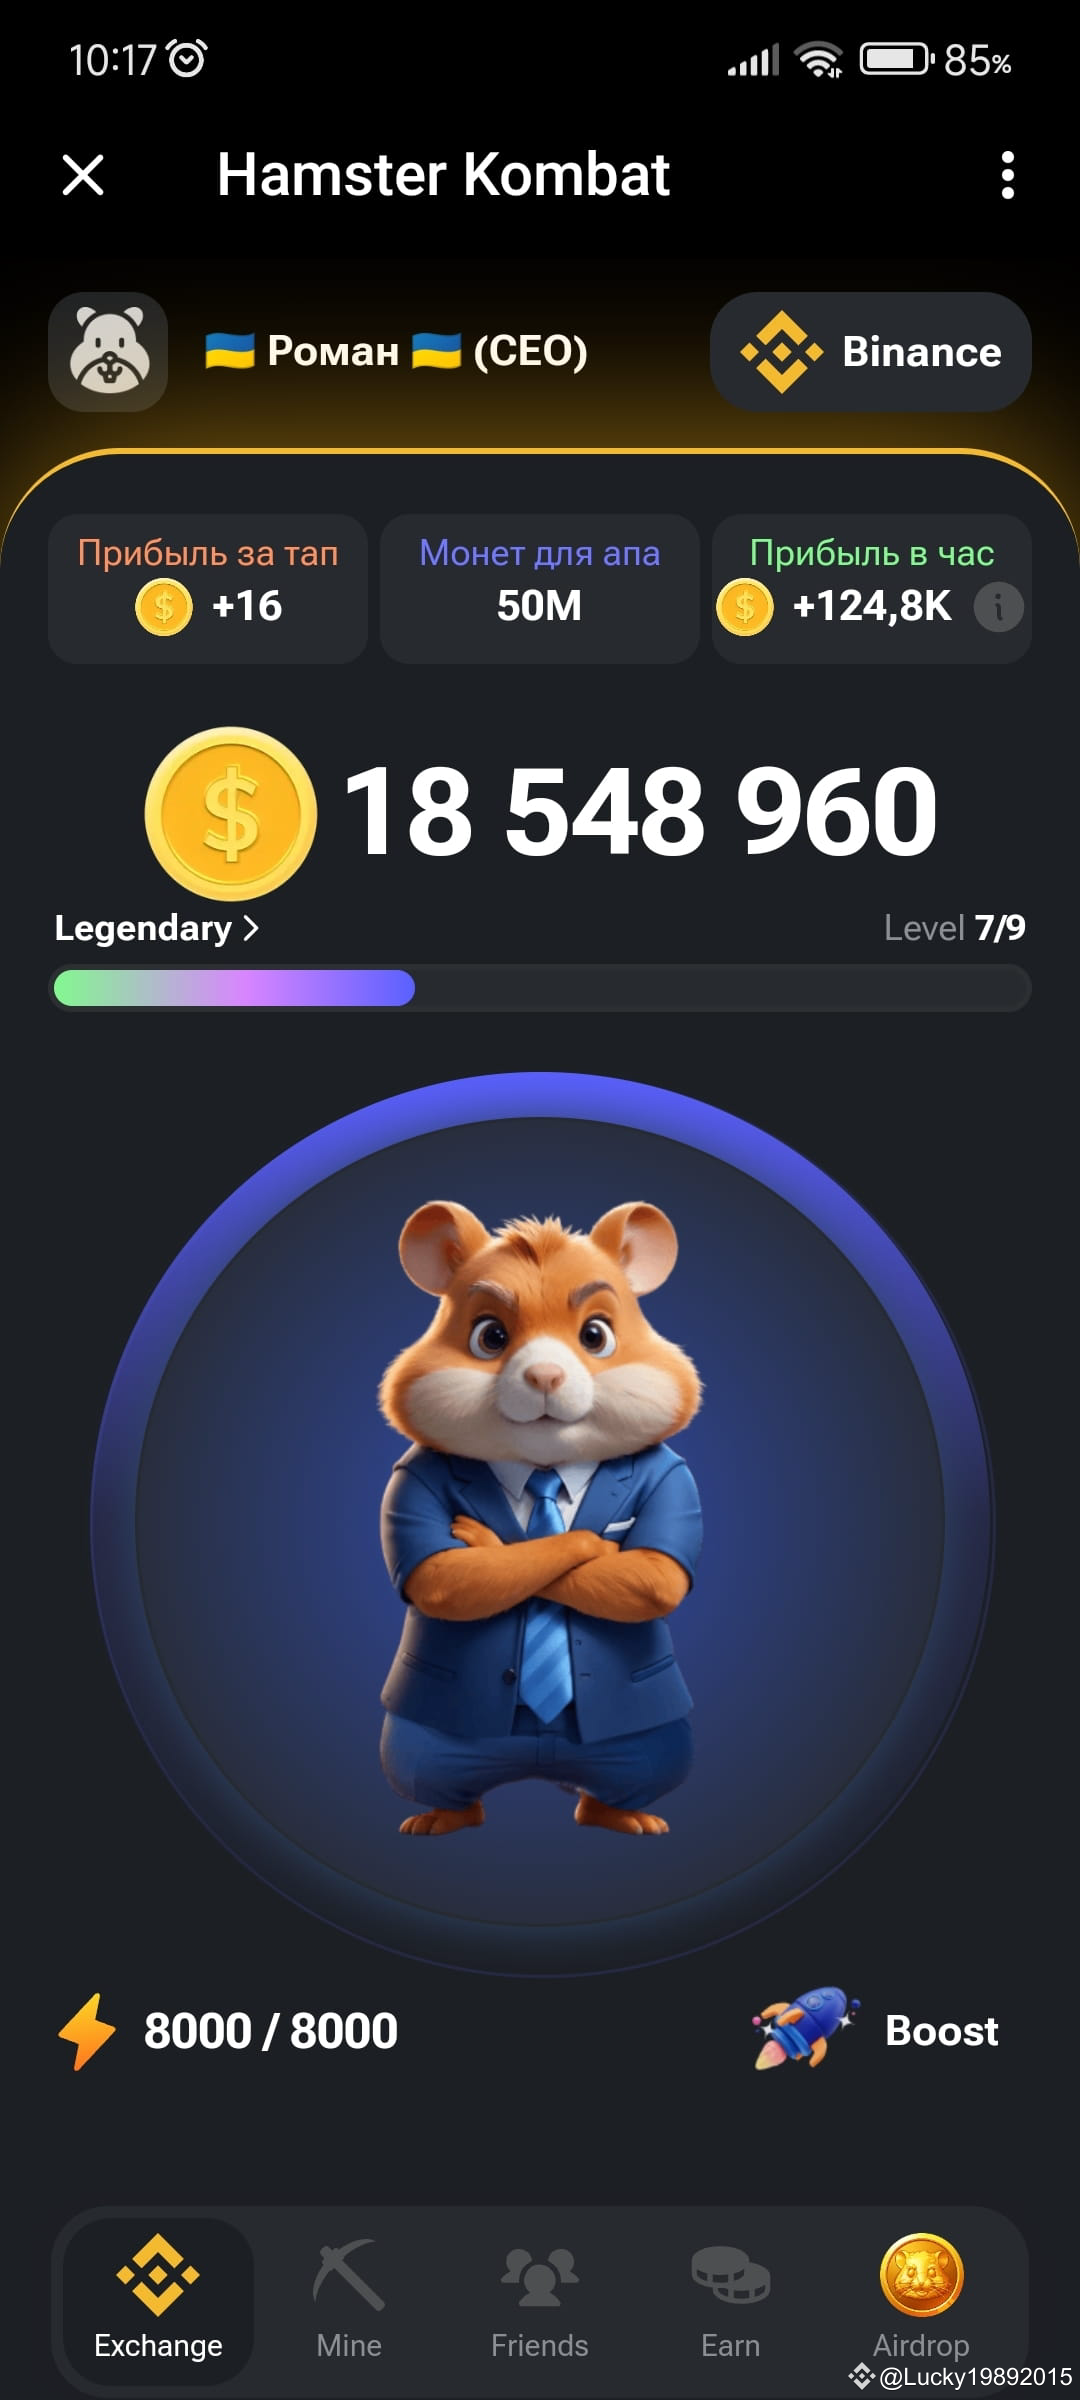 10:17 85%
Hamster Kombat
🇺🇦 Роман 🇺🇦 (CEO) Binance
Прибыль за тап Монет для апа Прибыль в час
+16 50M +124,8K
18 548 960
Legendary > Level 7/9
8000 / 8000 Boost
Exchange Mine Friends Earn Airdrop
@Lucky19892015